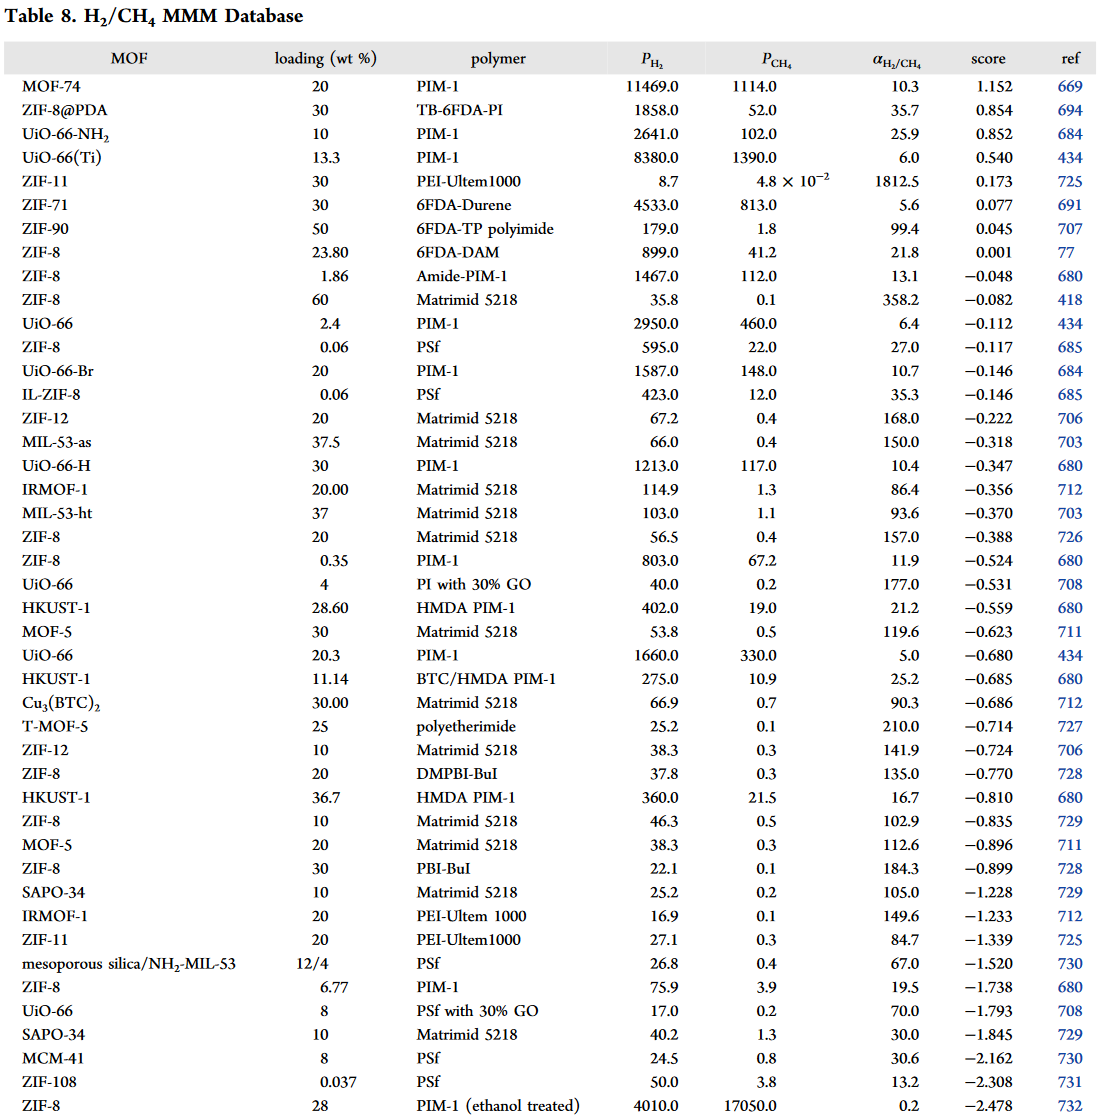 Table 8. H2/CH4 MMM Database
MOF loading (wt %) polymer PH2 PCH4 αH2/CH4 score ref
MOF-74 20 PIM-1 11469.0 1114.0 10.3 1.152 669
ZIF-8@PDA 30 TB-6FDA-PI 1858.0 52.0 35.7 0.854 694
UiO-66-NH2 10 PIM-1 2641.0 102.0 25.9 0.852 684
UiO-66(Ti) 13.3 PIM-1 8380.0 1390.0 6.0 0.540 434
ZIF-11 30 PEI-Ultem1000 8.7 4.8 × 10−2 1812.5 0.173 725
ZIF-71 30 6FDA-Durene 4533.0 813.0 5.6 0.077 691
ZIF-90 50 6FDA-TP polyimide 179.0 1.8 99.4 0.045 707
ZIF-8 23.80 6FDA-DAM 899.0 41.2 21.8 0.001 77
ZIF-8 1.86 Amide-PIM-1 1467.0 112.0 13.1 −0.048 680
ZIF-8 60 Matrimid 5218 35.8 0.1 358.2 −0.082 418
UiO-66 2.4 PIM-1 2950.0 460.0 6.4 −0.112 434
ZIF-8 0.06 PSf 595.0 22.0 27.0 −0.117 685
UiO-66-Br 20 PIM-1 1587.0 148.0 10.7 −0.146 684
IL-ZIF-8 0.06 PSf 423.0 12.0 35.3 −0.146 685
ZIF-12 20 Matrimid 5218 67.2 0.4 168.0 −0.222 706
MIL-53-as 37.5 Matrimid 5218 66.0 0.4 150.0 −0.318 703
UiO-66-H 30 PIM-1 1213.0 117.0 10.4 −0.347 680
IRMOF-1 20.00 Matrimid 5218 114.9 1.3 86.4 −0.356 712
MIL-53-ht 37 Matrimid 5218 103.0 1.1 93.6 −0.370 703
ZIF-8 20 Matrimid 5218 56.5 0.4 157.0 −0.388 726
ZIF-8 0.35 PIM-1 803.0 67.2 11.9 −0.524 680
UiO-66 4 PI with 30% GO 40.0 0.2 177.0 −0.531 708
HKUST-1 28.60 HMDA PIM-1 402.0 19.0 21.2 −0.559 680
MOF-5 30 Matrimid 5218 53.8 0.5 119.6 −0.623 711
UiO-66 20.3 PIM-1 1660.0 330.0 5.0 −0.680 434
HKUST-1 11.14 BTC/HMDA PIM-1 275.0 10.9 25.2 −0.685 680
Cu3(BTC)2 30.00 Matrimid 5218 66.9 0.7 90.3 −0.686 712
T-MOF-5 25 polyetherimide 25.2 0.1 210.0 −0.714 727
ZIF-12 10 Matrimid 5218 38.3 0.3 141.9 −0.724 706
ZIF-8 20 DMPBI-BuI 37.8 0.3 135.0 −0.770 728
HKUST-1 36.7 HMDA PIM-1 360.0 21.5 16.7 −0.810 680
ZIF-8 10 Matrimid 5218 46.3 0.5 102.9 −0.835 729
MOF-5 20 Matrimid 5218 38.3 0.3 112.6 −0.896 711
ZIF-8 30 PBI-BuI 22.1 0.1 184.3 −0.899 728
SAPO-34 10 Matrimid 5218 25.2 0.2 105.0 −1.228 729
IRMOF-1 20 PEI-Ultem 1000 16.9 0.1 149.6 −1.233 712
ZIF-11 20 PEI-Ultem1000 27.1 0.3 84.7 −1.339 725
mesoporous silica/NH2-MIL-53 12/4 PSf 26.8 0.4 67.0 −1.520 730
ZIF-8 6.77 PIM-1 75.9 3.9 19.5 −1.738 680
UiO-66 8 PSf with 30% GO 17.0 0.2 70.0 −1.793 708
SAPO-34 10 Matrimid 5218 40.2 1.3 30.0 −1.845 729
MCM-41 8 PSf 24.5 0.8 30.6 −2.162 730
ZIF-108 0.037 PSf 50.0 3.8 13.2 −2.308 731
ZIF-8 28 PIM-1 (ethanol treated) 4010.0 17050.0 0.2 −2.478 732